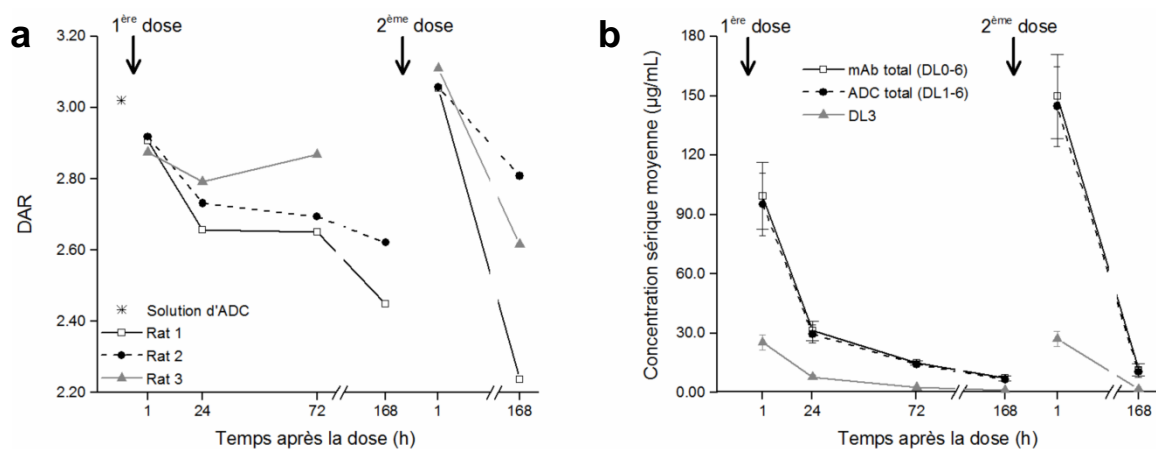 a
1ère dose
2ème dose
3.20
3.00
2.80
2.60
2.40
2.20
DAR
Solution d'ADC
Rat 1
Rat 2
Rat 3
1 24 72 168 1 168
Temps après la dose (h)
b
1ère dose
2ème dose
180
150
120
90.0
60.0
30.0
0.00
Concentration sérique moyenne (µg/mL)
mAb total (DL0-6)
ADC total (DL1-6)
DL3
1 24 72 168 1 168
Temps après la dose (h)